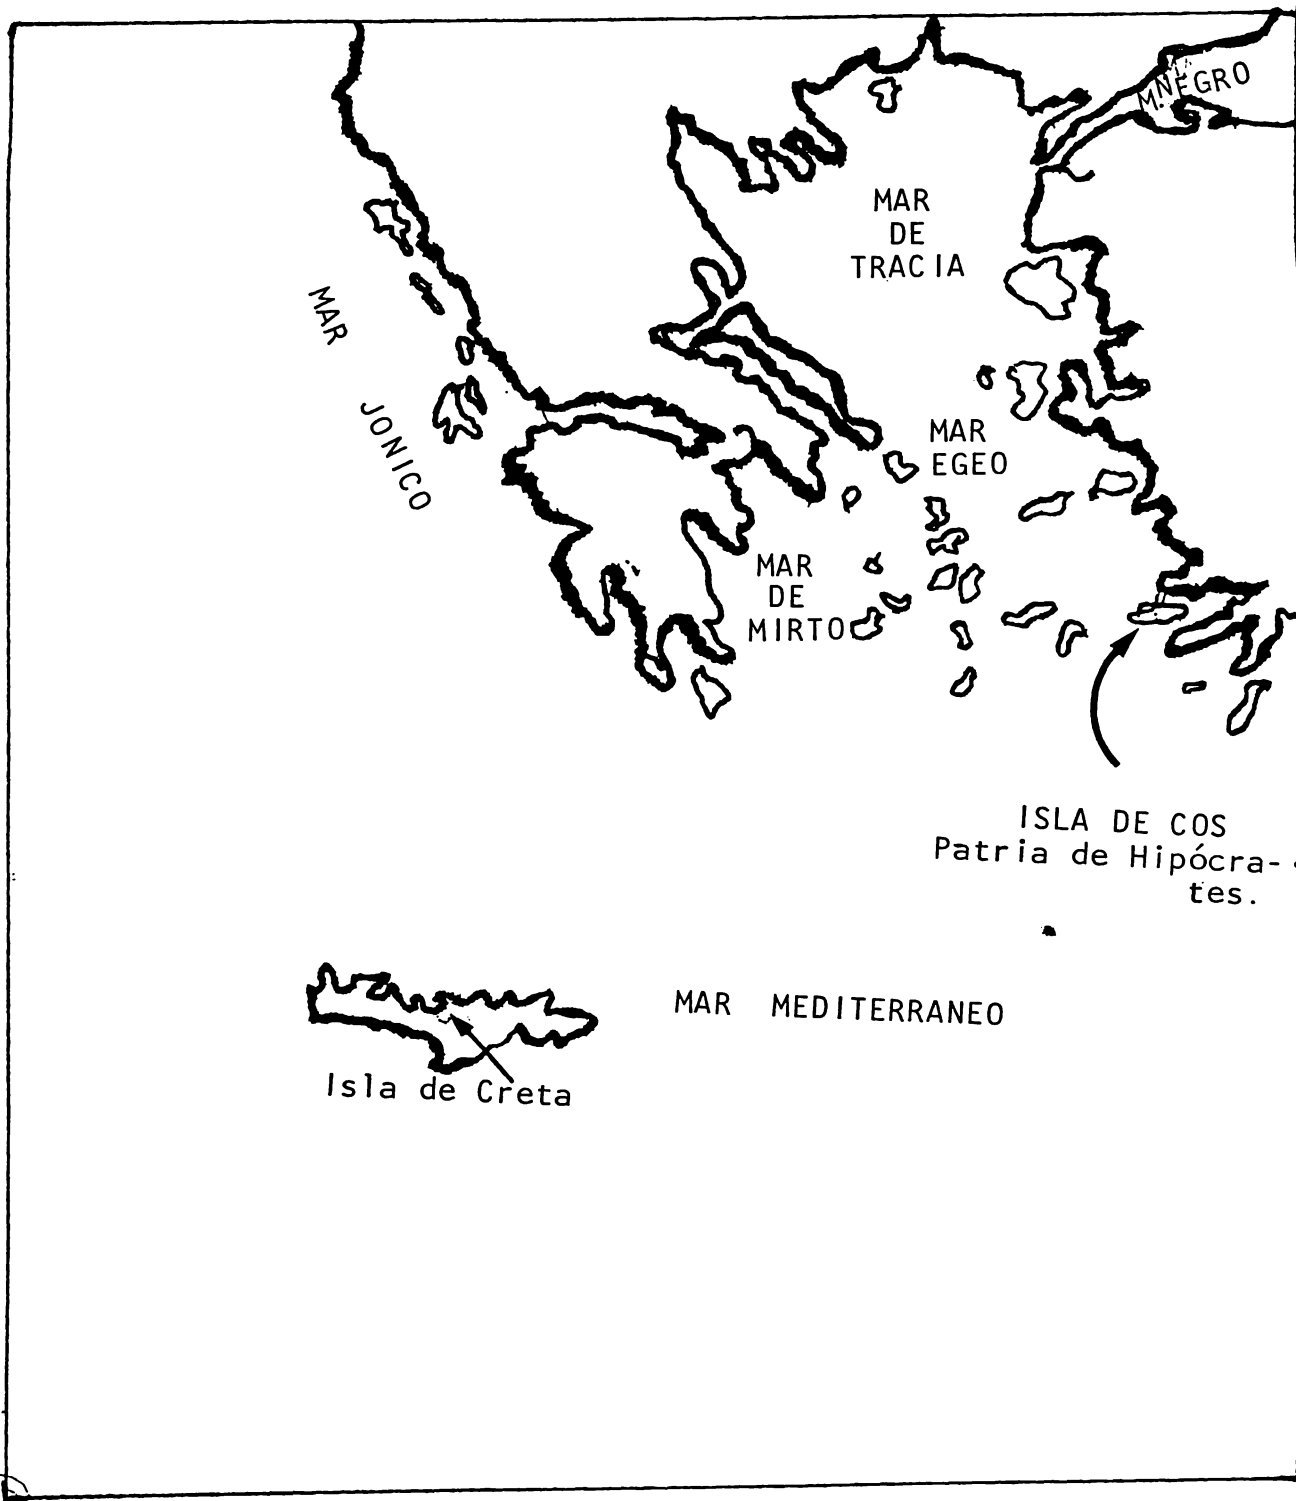 M. NEGRO
MAR
DE
TRACIA
MAR
JONICO
MAR
EGEO
MAR
DE
MIRTO
ISLA DE COS
Patria de Hipócra-
tes.
MAR MEDITERRANEO
Isla de Creta